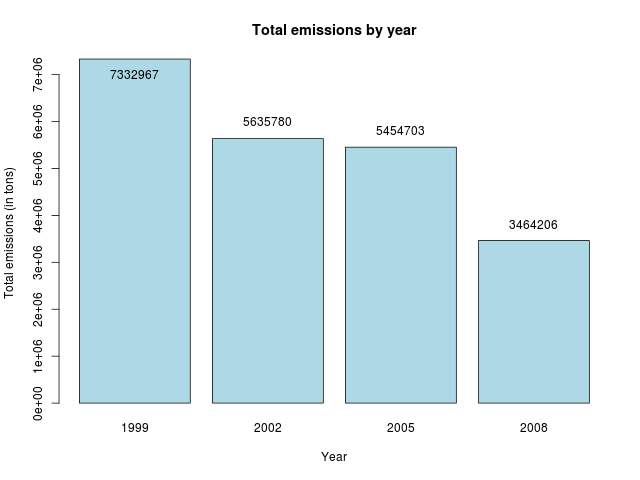 Total emissions by year
Total emissions (in tons)
7e+06
6e+06
5e+06
4e+06
3e+06
2e+06
1e+06
0e+00
7332967
5635780
5454703
3464206
1999
2002
2005
2008
Year